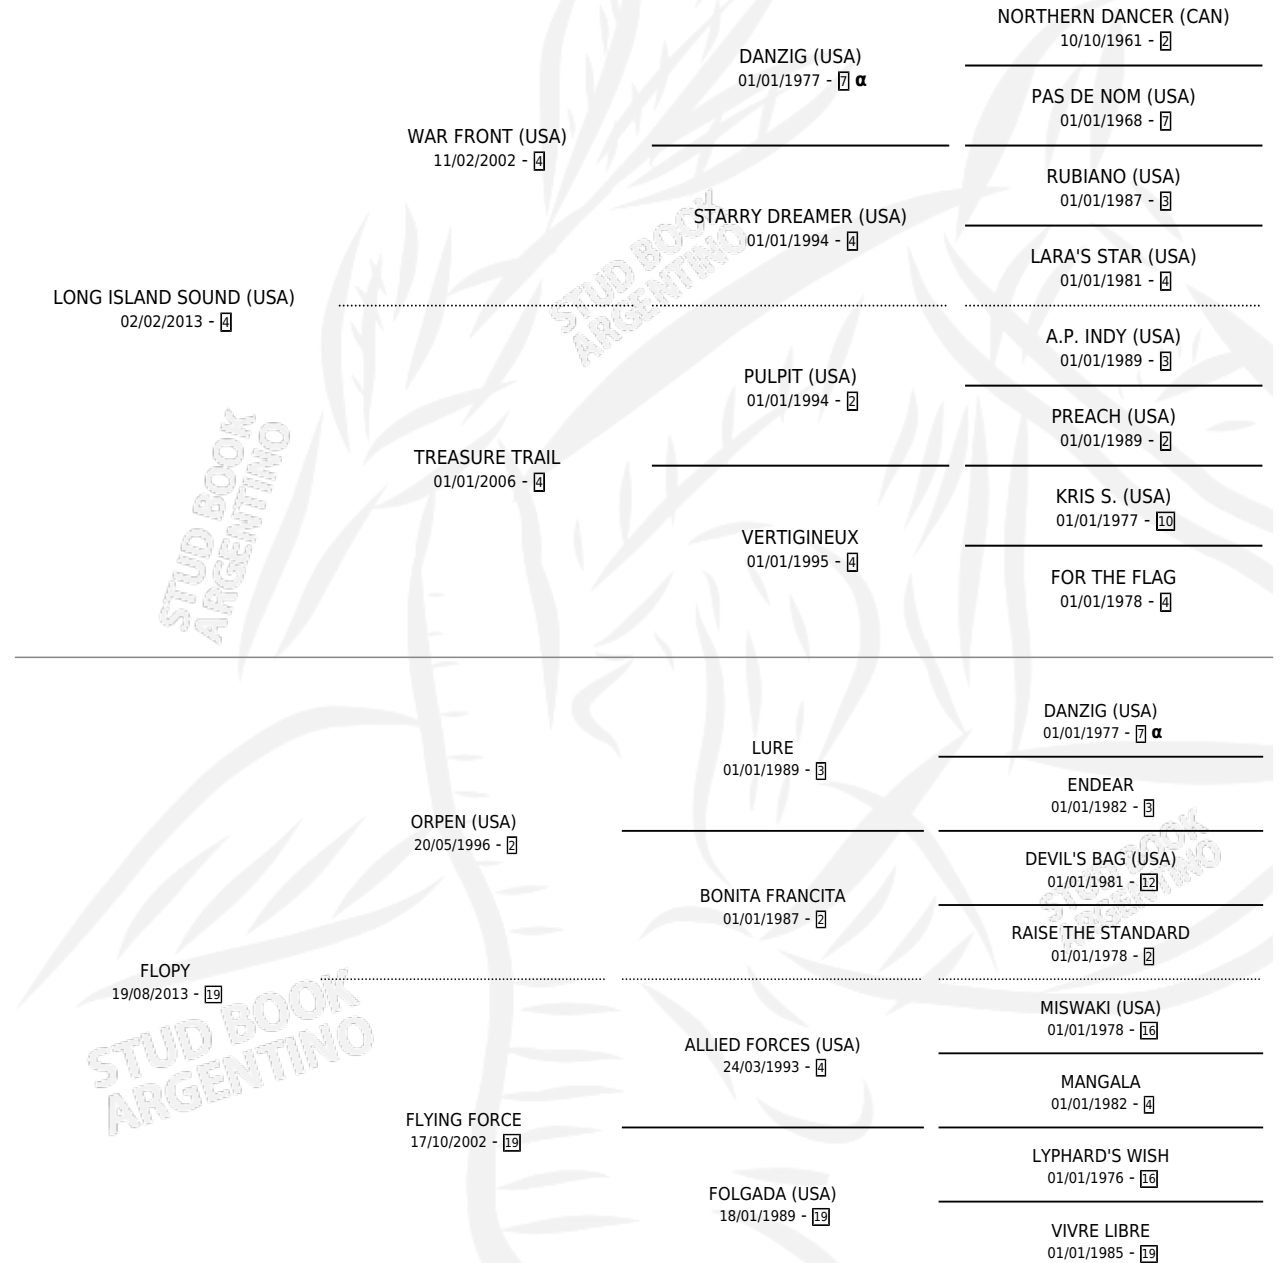 NORTHERN DANCER (CAN)
10/10/1961 - 2
DANZIG (USA)
01/01/1977 - 7 α
PAS DE NOM (USA)
01/01/1968 - 7
WAR FRONT (USA)
11/02/2002 - 4
RUBIANO (USA)
01/01/1987 - 3
STARRY DREAMER (USA)
01/01/1994 - 4
LARA'S STAR (USA)
01/01/1981 - 4
LONG ISLAND SOUND (USA)
02/02/2013 - 4
A.P. INDY (USA)
01/01/1989 - 3
PULPIT (USA)
01/01/1994 - 2
PREACH (USA)
01/01/1989 - 2
TREASURE TRAIL
01/01/2006 - 4
KRIS S. (USA)
01/01/1977 - 10
VERTIGINEUX
01/01/1995 - 4
FOR THE FLAG
01/01/1978 - 4
DANZIG (USA)
01/01/1977 - 7 α
LURE
01/01/1989 - 3
ENDEAR
01/01/1982 - 3
ORPEN (USA)
20/05/1996 - 2
DEVIL'S BAG (USA)
01/01/1981 - 12
BONITA FRANCITA
01/01/1987 - 2
RAISE THE STANDARD
01/01/1978 - 2
FLOPY
19/08/2013 - 19
MISWAKI (USA)
01/01/1978 - 16
ALLIED FORCES (USA)
24/03/1993 - 4
MANGALA
01/01/1982 - 4
FLYING FORCE
17/10/2002 - 19
LYPHARD'S WISH
01/01/1976 - 16
FOLGADA (USA)
18/01/1989 - 19
VIVRE LIBRE
01/01/1985 - 19
STUD BOOK
ARGENTINO
STUD BOOK
ARGENTINO
STUD BOOK
ARGENTINO
STUD BOOK
ARGENTINO